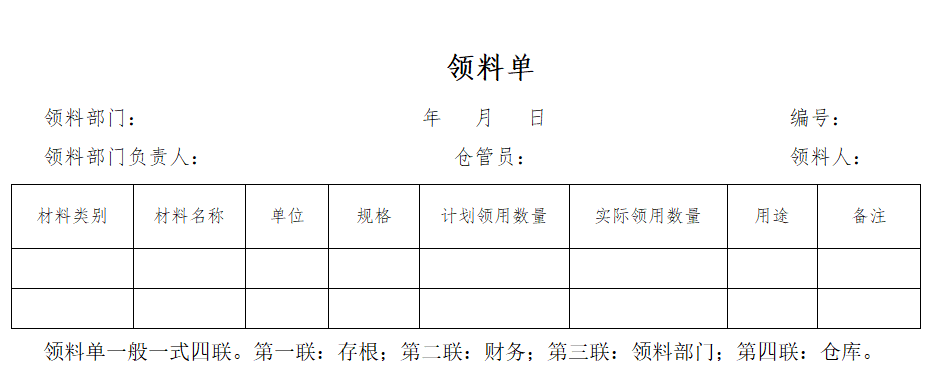 领料单
领料部门： 年 月 日 编号：
领料部门负责人： 仓管员： 领料人：
材料类别 材料名称 单位 规格 计划领用数量 实际领用数量 用途 备注
领料单一般一式四联。第一联：存根；第二联：财务；第三联：领料部门；第四联：仓库。